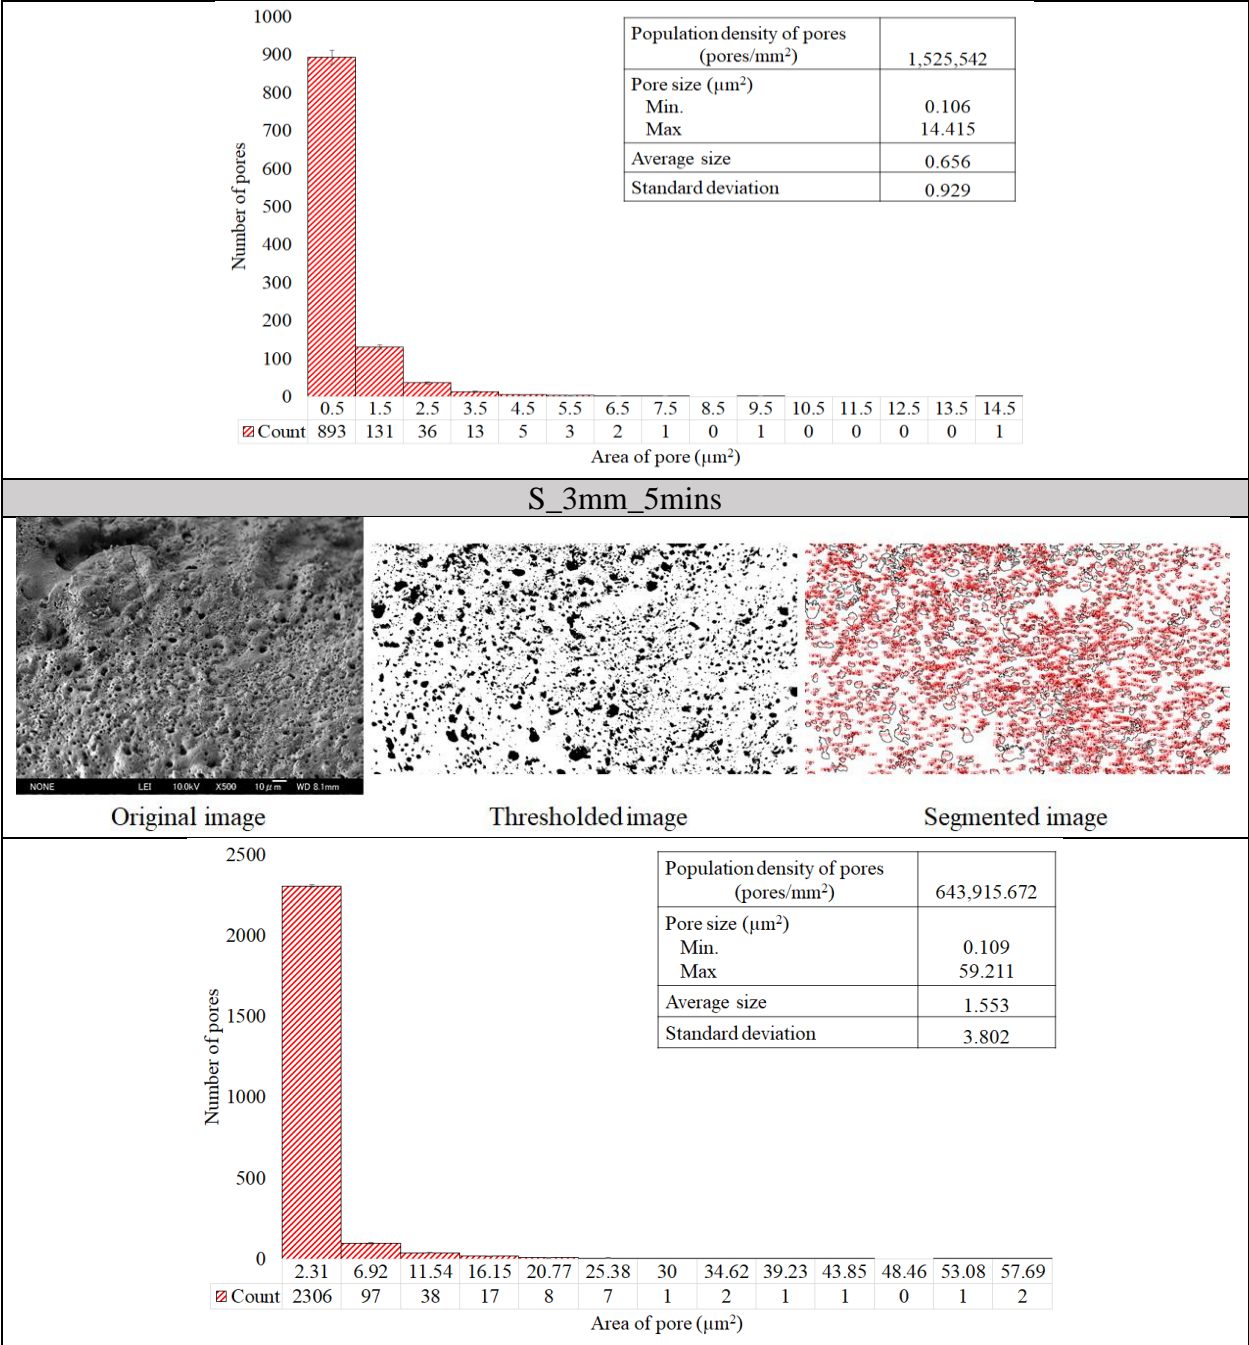 1000
900
800
700
600
500
400
300
200
100
0
Number of pores
Population density of pores
(pores/mm²) 1,525,542
Pore size (µm²)
Min. 0.106
Max 14.415
Average size 0.656
Standard deviation 0.929
0.5 1.5 2.5 3.5 4.5 5.5 6.5 7.5 8.5 9.5 10.5 11.5 12.5 13.5 14.5
Count 893 131 36 13 5 3 2 1 0 1 0 0 0 0 1
Area of pore (µm²)
S_3mm_5mins
NONE LEI 10.0kV X500 10µm WD 8.1mm
Original image Thresholded image Segmented image
2500
2000
1500
1000
500
0
Number of pores
Population density of pores
(pores/mm²) 643,915.672
Pore size (µm²)
Min. 0.109
Max 59.211
Average size 1.553
Standard deviation 3.802
2.31 6.92 11.54 16.15 20.77 25.38 30 34.62 39.23 43.85 48.46 53.08 57.69
Count 2306 97 38 17 8 7 1 2 1 1 0 1 2
Area of pore (µm²)